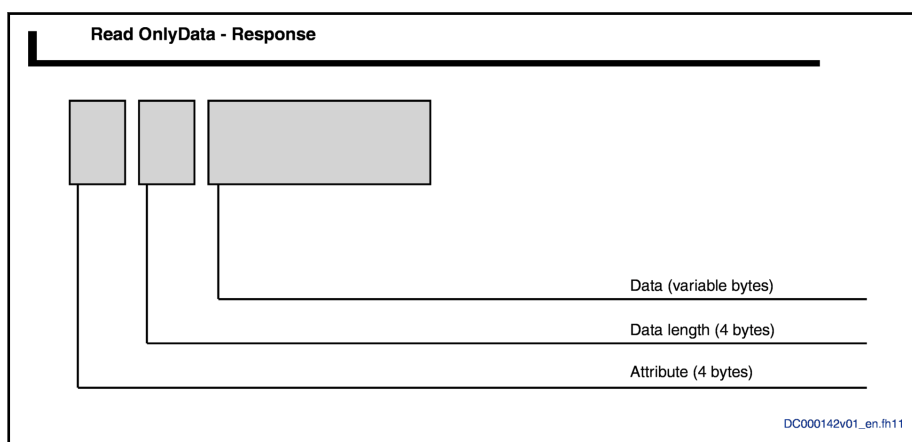 Read OnlyData - Response
Data (variable bytes)
Data length (4 bytes)
Attribute (4 bytes)
DC000142v01_en.fh11